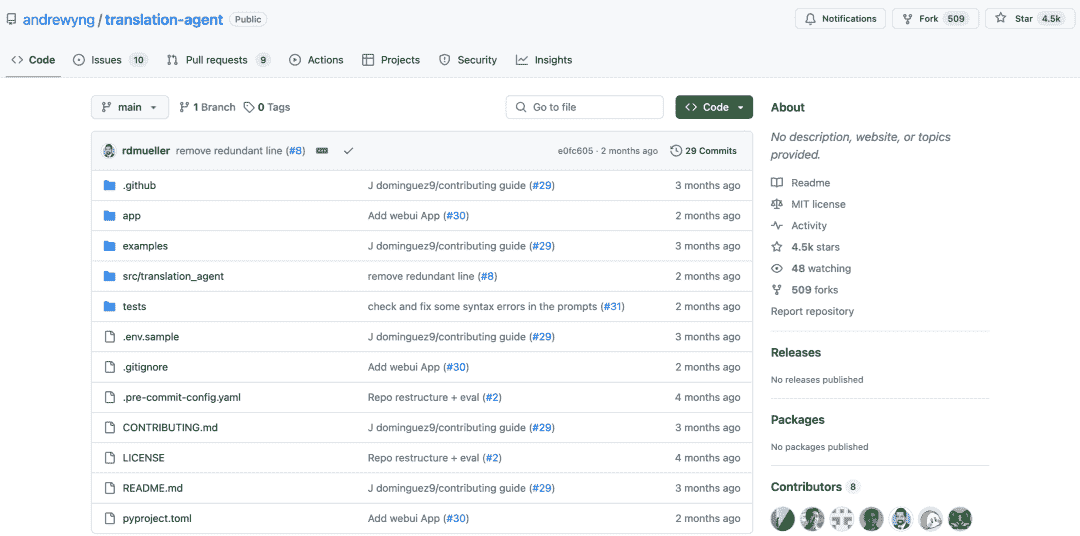 andrewyng / translation-agent Public
Notifications Fork 509 Star 4.5k
Code Issues 10 Pull requests 9 Actions Projects Security Insights
main 1 Branch 0 Tags Go to file Code
rdmueller remove redundant line (#8) e0fc605 · 2 months ago 29 Commits
.github J dominguez9/contributing guide (#29) 3 months ago
app Add webui App (#30) 2 months ago
examples J dominguez9/contributing guide (#29) 3 months ago
src/translation_agent remove redundant line (#8) 2 months ago
tests check and fix some syntax errors in the prompts (#31) 2 months ago
.env.sample J dominguez9/contributing guide (#29) 3 months ago
.gitignore Add webui App (#30) 2 months ago
.pre-commit-config.yaml Repo restructure + eval (#2) 4 months ago
CONTRIBUTING.md J dominguez9/contributing guide (#29) 3 months ago
LICENSE Repo restructure + eval (#2) 4 months ago
README.md J dominguez9/contributing guide (#29) 3 months ago
pyproject.toml Add webui App (#30) 2 months ago
About
No description, website, or topics
provided.
Readme
MIT license
Activity
4.5k stars
48 watching
509 forks
Report repository
Releases
No releases published
Packages
No packages published
Contributors 8